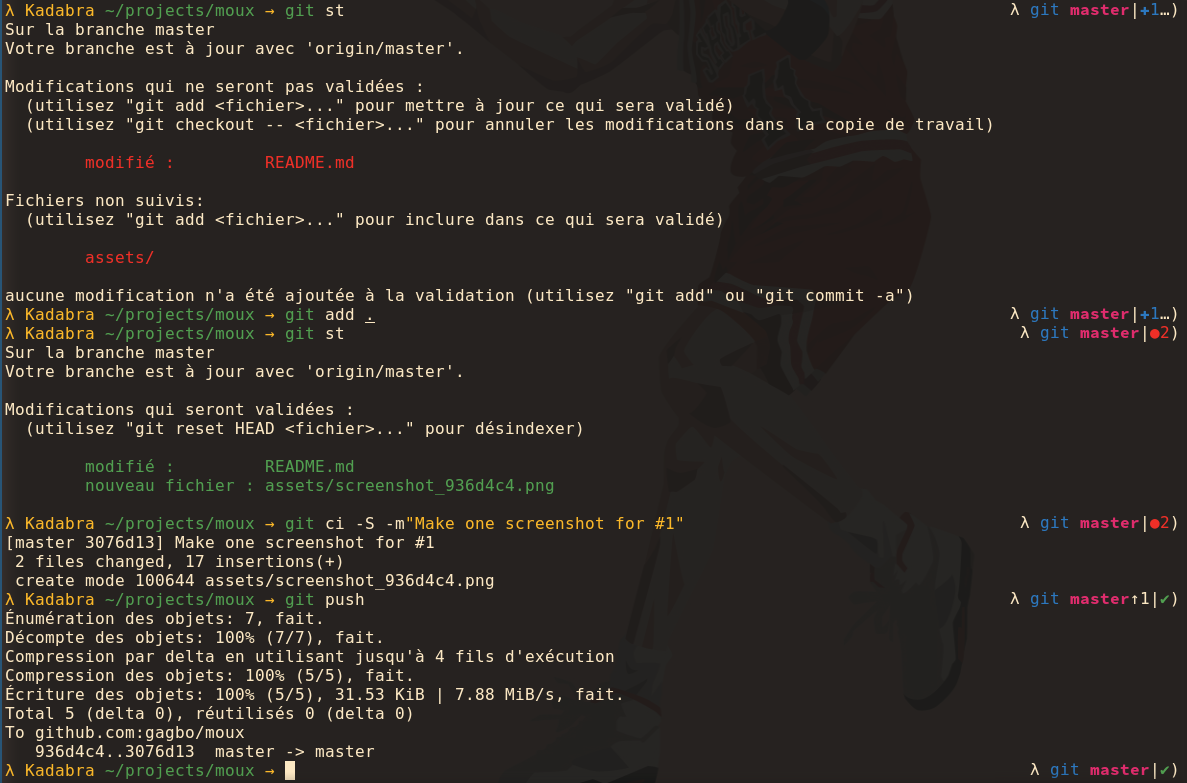 λ Kadabra ~/projects/moux → git st λ git master|✚1…)
Sur la branche master
Votre branche est à jour avec 'origin/master'.
Modifications qui ne seront pas validées :
(utilisez "git add <fichier>..." pour mettre à jour ce qui sera validé)
(utilisez "git checkout -- <fichier>..." pour annuler les modifications dans la copie de travail)
modifié : README.md
Fichiers non suivis:
(utilisez "git add <fichier>..." pour inclure dans ce qui sera validé)
assets/
aucune modification n'a été ajoutée à la validation (utilisez "git add" ou "git commit -a")
λ Kadabra ~/projects/moux → git add . λ git master|✚1…)
λ Kadabra ~/projects/moux → git st λ git master|●2)
Sur la branche master
Votre branche est à jour avec 'origin/master'.
Modifications qui seront validées :
(utilisez "git reset HEAD <fichier>..." pour désindexer)
modifié : README.md
nouveau fichier : assets/screenshot_936d4c4.png
λ Kadabra ~/projects/moux → git ci -S -m"Make one screenshot for #1" λ git master|●2)
[master 3076d13] Make one screenshot for #1
2 files changed, 17 insertions(+)
create mode 100644 assets/screenshot_936d4c4.png
λ Kadabra ~/projects/moux → git push λ git master↑1|✔)
Énumération des objets: 7, fait.
Décompte des objets: 100% (7/7), fait.
Compression par delta en utilisant jusqu'à 4 fils d'exécution
Compression des objets: 100% (5/5), fait.
Écriture des objets: 100% (5/5), 31.53 KiB | 7.88 MiB/s, fait.
Total 5 (delta 0), réutilisés 0 (delta 0)
To github.com:gagbo/moux
936d4c4..3076d13 master -> master
λ Kadabra ~/projects/moux → λ git master|✔)